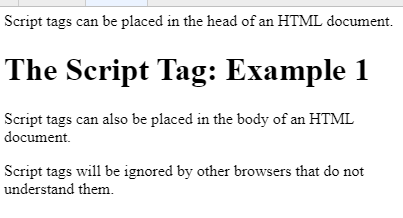 Script tags can be placed in the head of an HTML document.
The Script Tag: Example 1
Script tags can also be placed in the body of an HTML
document.
Script tags will be ignored by other browsers that do not
understand them.